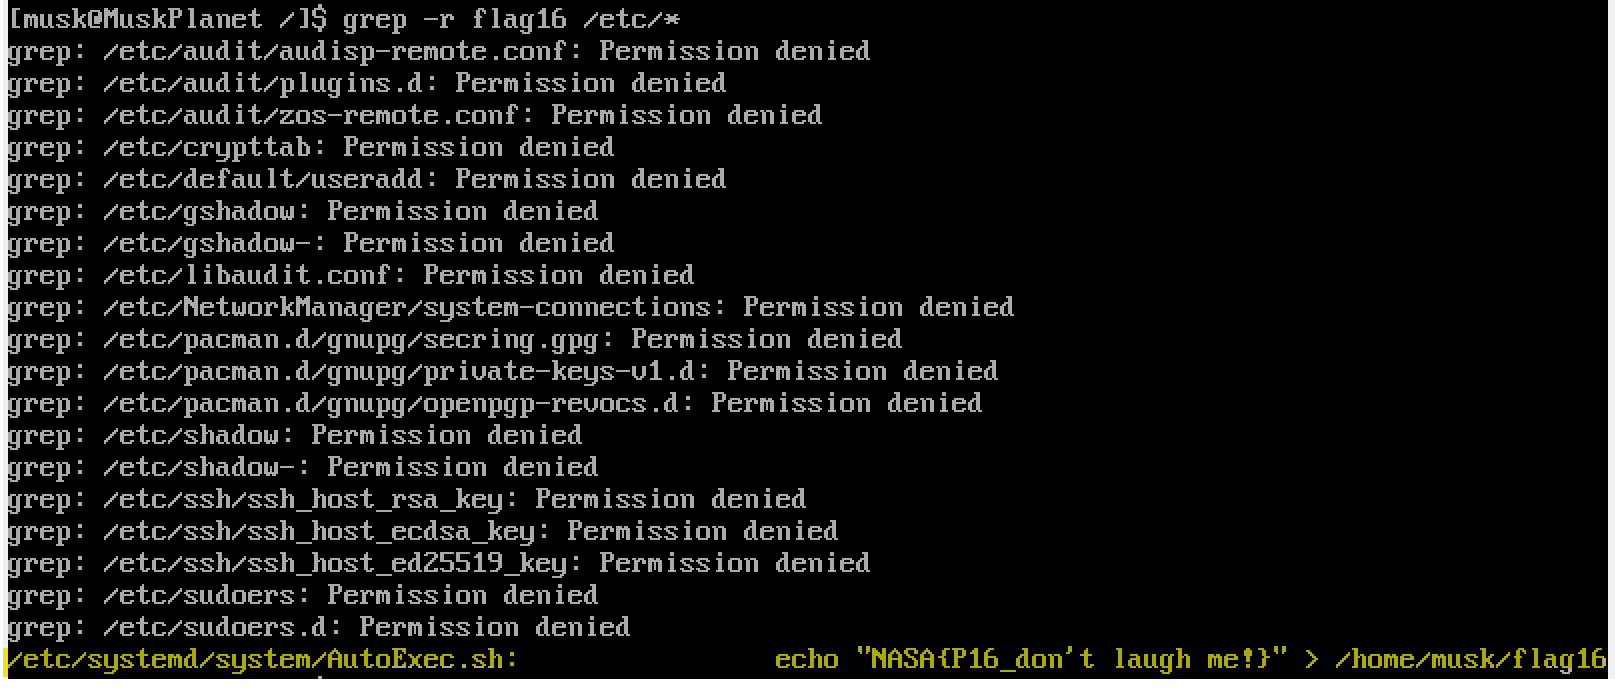 [musk@MuskPlanet /]$ grep -r flag16 /etc/*
grep: /etc/audit/audisp-remote.conf: Permission denied
grep: /etc/audit/plugins.d: Permission denied
grep: /etc/audit/zos-remote.conf: Permission denied
grep: /etc/crypttab: Permission denied
grep: /etc/default/useradd: Permission denied
grep: /etc/gshadow: Permission denied
grep: /etc/gshadow-: Permission denied
grep: /etc/libaudit.conf: Permission denied
grep: /etc/NetworkManager/system-connections: Permission denied
grep: /etc/pacman.d/gnupg/secring.gpg: Permission denied
grep: /etc/pacman.d/gnupg/private-keys-v1.d: Permission denied
grep: /etc/pacman.d/gnupg/openpgp-revocs.d: Permission denied
grep: /etc/shadow: Permission denied
grep: /etc/shadow-: Permission denied
grep: /etc/ssh/ssh_host_rsa_key: Permission denied
grep: /etc/ssh/ssh_host_ecdsa_key: Permission denied
grep: /etc/ssh/ssh_host_ed25519_key: Permission denied
grep: /etc/sudoers: Permission denied
grep: /etc/sudoers.d: Permission denied
/etc/systemd/system/AutoExec.sh:                echo "NASA{P16_don't laugh me!}" > /home/musk/flag16